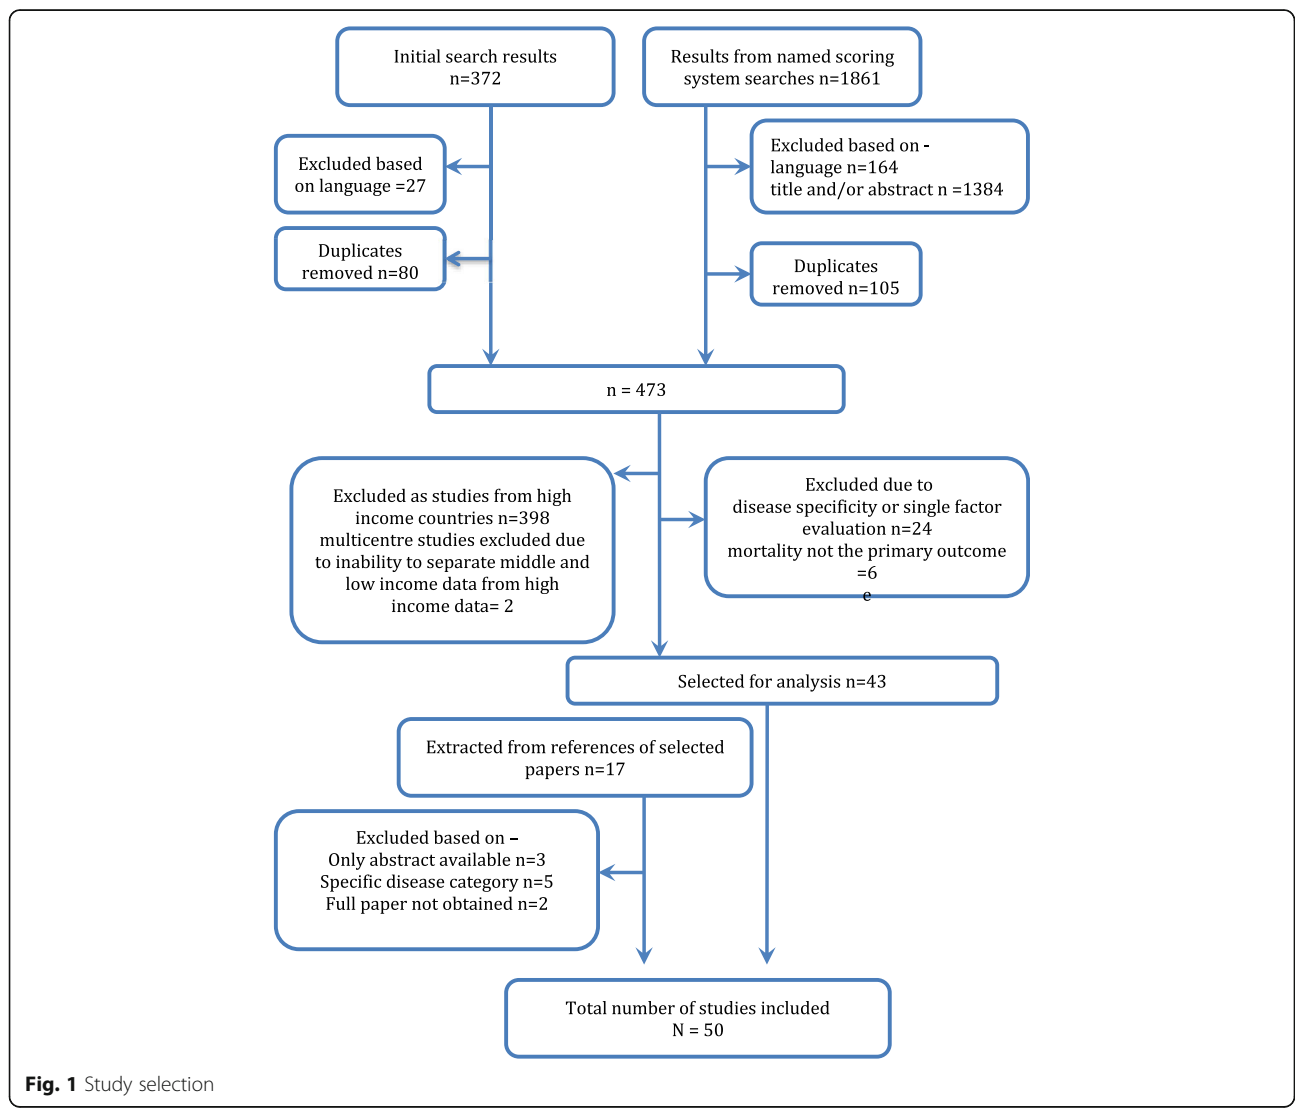 Initial search results
n=372
Results from named scoring
system searches n=1861
Excluded based
on language =27
Excluded based on -
language n=164
title and/or abstract n =1384
Duplicates
removed n=80
Duplicates
removed n=105
n = 473
Excluded as studies from high
income countries n=398
multicentre studies excluded due
to inability to separate middle and
low income data from high
income data= 2
Excluded due to
disease specificity or single factor
evaluation n=24
mortality not the primary outcome
=6
e
Selected for analysis n=43
Extracted from references of selected
papers n=17
Excluded based on –
Only abstract available n=3
Specific disease category n=5
Full paper not obtained n=2
Total number of studies included
N = 50
Fig. 1 Study selection